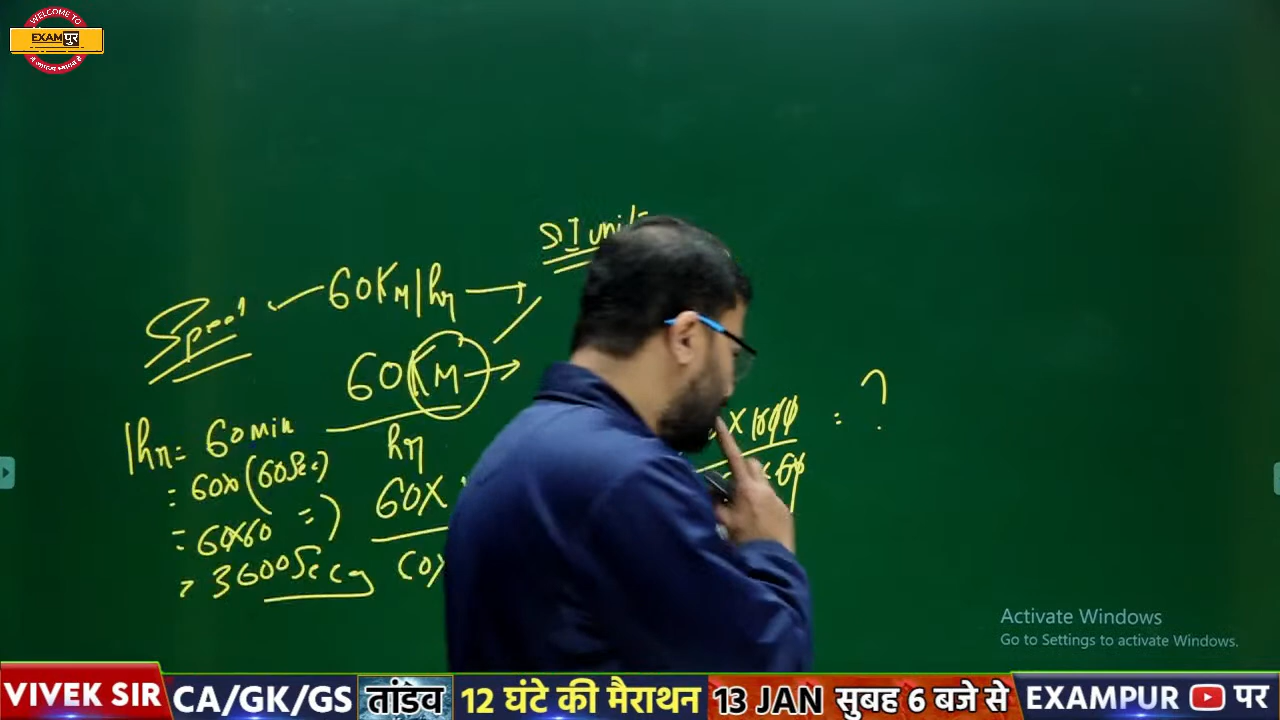 WELCOME TO
EXAMपुर
SI unit
Speed
60KM/hr
60KM
hr
1hr = 60min
= 60x(60Sec)
= 60x60 =)
= 3600Sec
60X
60x
X 1000 = ?
Activate Windows
Go to Settings to activate Windows.
VIVEK SIR CA/GK/GS तांडव 12 घंटे की मैराथन 13 JAN सुबह 6 बजे से EXAMPUR पर